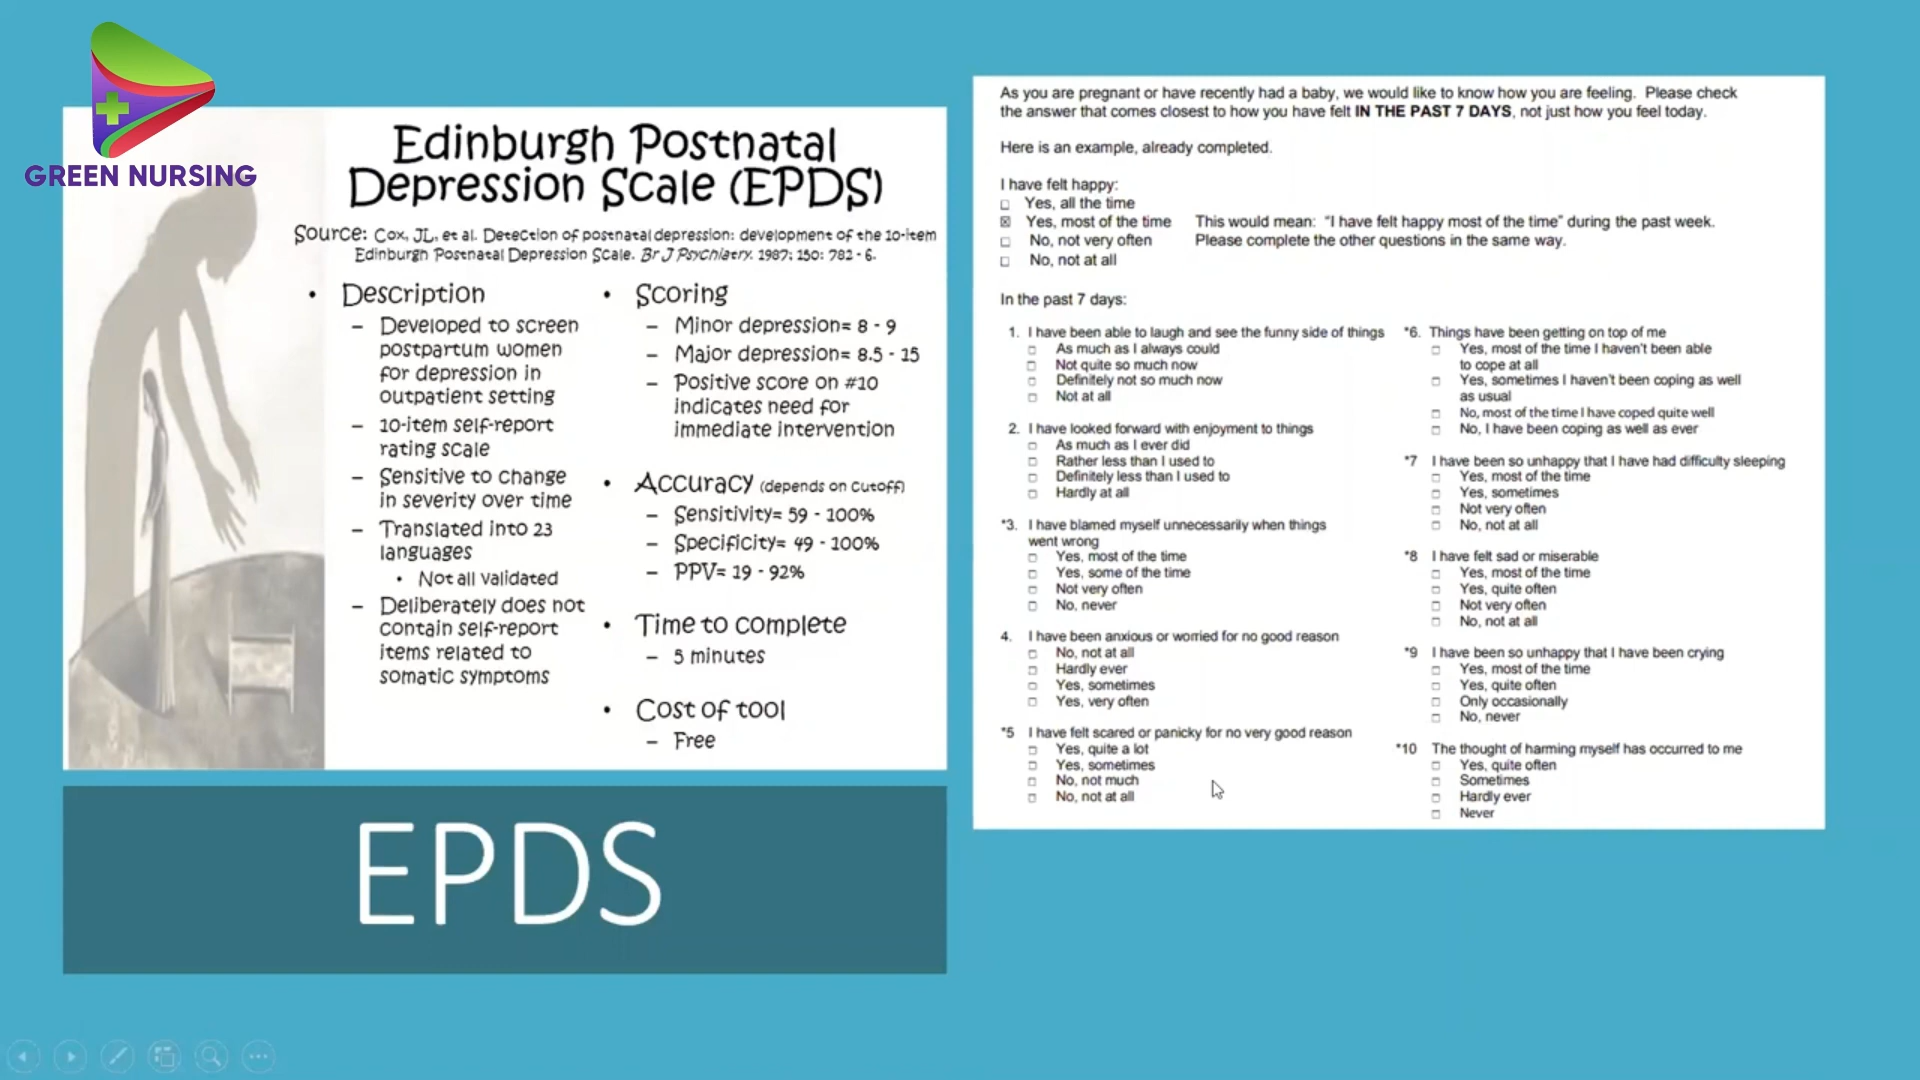 GREEN NURSING
Edinburgh Postnatal
Depression Scale (EPDS)
Source: Cox, JL, et al. Detection of postnatal depression: development of the 10-item
Edinburgh Postnatal Depression Scale. Br J Psychiatry. 1987; 150: 782 - 6.
• Description
– Developed to screen
postpartum women
for depression in
outpatient setting
– 10-item self-report
rating scale
– Sensitive to change
in severity over time
– Translated into 23
languages
• Not all validated
– Deliberately does not
contain self-report
items related to
somatic symptoms
• Scoring
– Minor depression= 8 - 9
– Major depression= 8.5 - 15
– Positive score on #10
indicates need for
immediate intervention
• Accuracy (depends on cutoff)
– Sensitivity= 59 - 100%
– Specificity= 49 - 100%
– PPV= 19 - 92%
• Time to complete
– 5 minutes
• Cost of tool
– Free
EPDS
As you are pregnant or have recently had a baby, we would like to know how you are feeling. Please check
the answer that comes closest to how you have felt IN THE PAST 7 DAYS, not just how you feel today.
Here is an example, already completed.
I have felt happy:
Yes, all the time
Yes, most of the time This would mean: "I have felt happy most of the time" during the past week.
No, not very often Please complete the other questions in the same way.
No, not at all
In the past 7 days:
1. I have been able to laugh and see the funny side of things
As much as I always could
Not quite so much now
Definitely not so much now
Not at all
2. I have looked forward with enjoyment to things
As much as I ever did
Rather less than I used to
Definitely less than I used to
Hardly at all
*3. I have blamed myself unnecessarily when things
went wrong
Yes, most of the time
Yes, some of the time
Not very often
No, never
4. I have been anxious or worried for no good reason
No, not at all
Hardly ever
Yes, sometimes
Yes, very often
*5 I have felt scared or panicky for no very good reason
Yes, quite a lot
Yes, sometimes
No, not much
No, not at all
*6. Things have been getting on top of me
Yes, most of the time I haven't been able
to cope at all
Yes, sometimes I haven't been coping as well
as usual
No, most of the time I have coped quite well
No, I have been coping as well as ever
*7 I have been so unhappy that I have had difficulty sleeping
Yes, most of the time
Yes, sometimes
Not very often
No, not at all
*8 I have felt sad or miserable
Yes, most of the time
Yes, quite often
Not very often
No, not at all
*9 I have been so unhappy that I have been crying
Yes, most of the time
Yes, quite often
Only occasionally
No, never
*10 The thought of harming myself has occurred to me
Yes, quite often
Sometimes
Hardly ever
Never